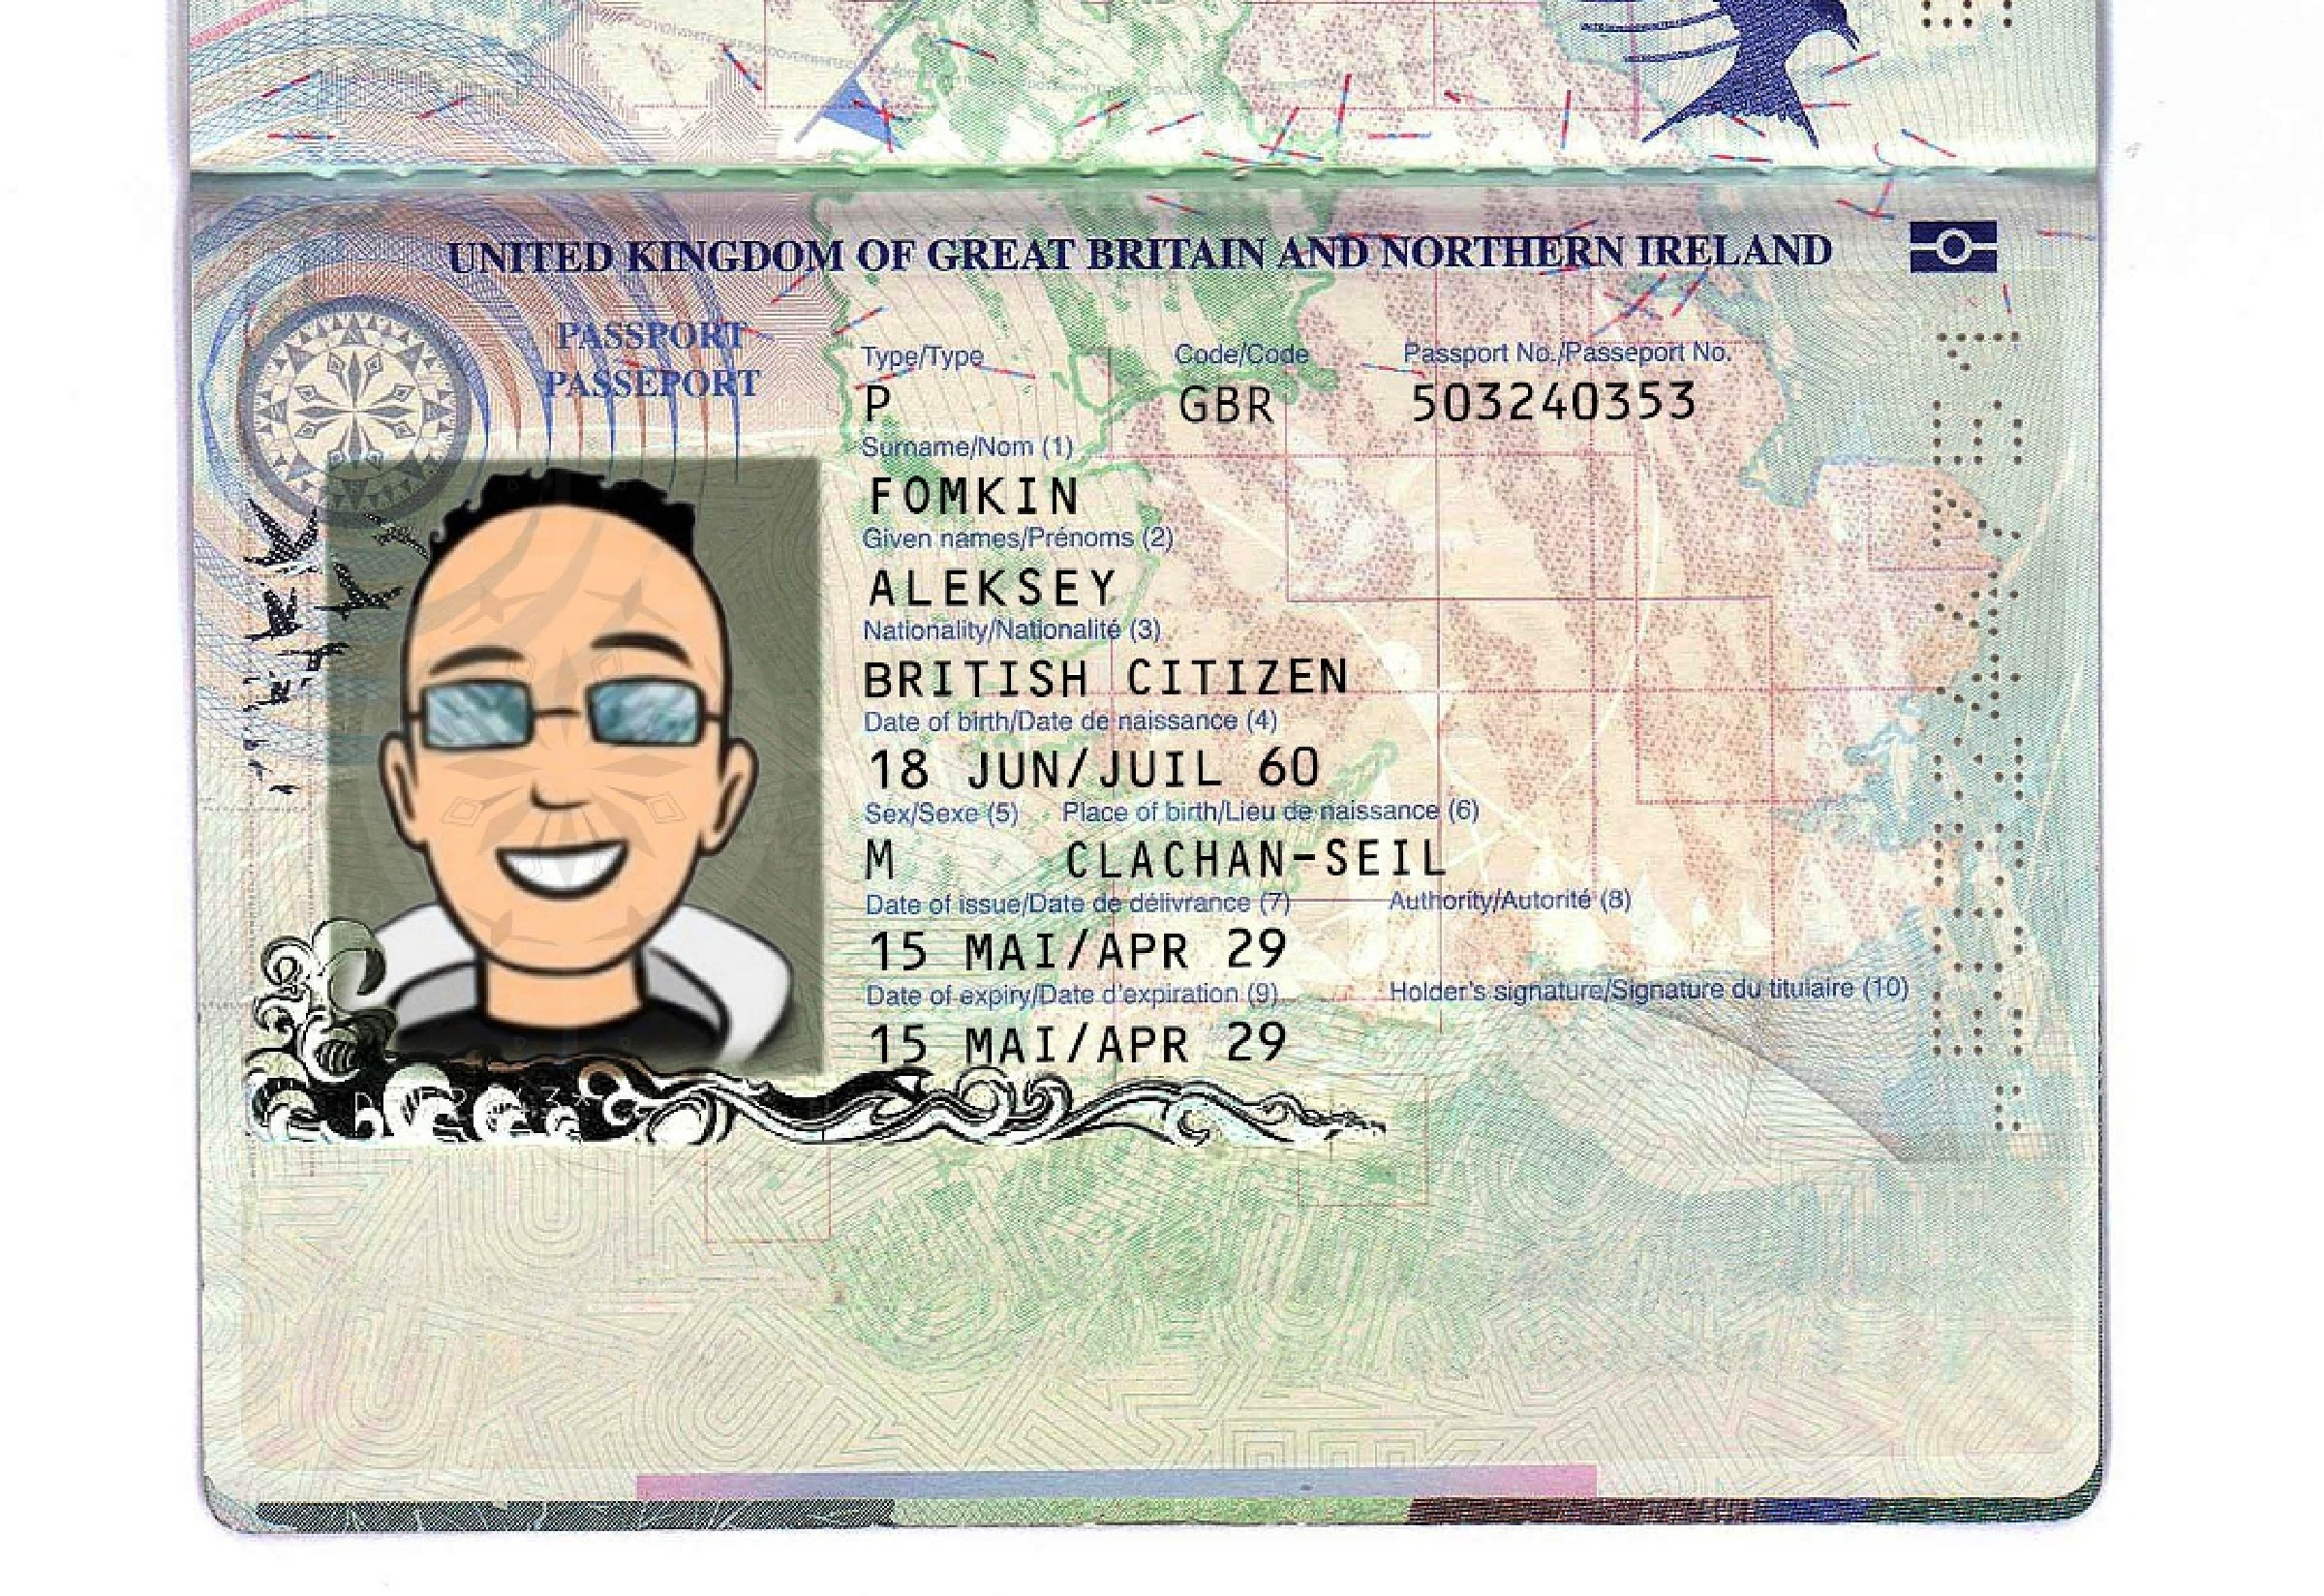 UNITED KINGDOM OF GREAT BRITAIN AND NORTHERN IRELAND
PASSPORT
PASSEPORT
Type/Type Code/Code Passport No./Passeport No.
P GBR 503240353
Surname/Nom (1)
FOMKIN
Given names/Prénoms (2)
ALEKSEY
Nationality/Nationalité (3)
BRITISH CITIZEN
Date of birth/Date de naissance (4)
18 JUN/JUIL 60
Sex/Sexe (5) Place of birth/Lieu de naissance (6)
M CLACHAN-SEIL
Date of issue/Date de délivrance (7) Authority/Autorité (8)
15 MAI/APR 29
Date of expiry/Date d'expiration (9) Holder's signature/Signature du titulaire (10)
15 MAI/APR 29